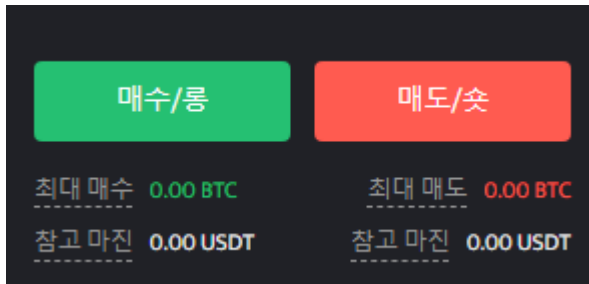 매수/롱 매도/숏
최대 매수 0.00 BTC 최대 매도 0.00 BTC
참고 마진 0.00 USDT 참고 마진 0.00 USDT